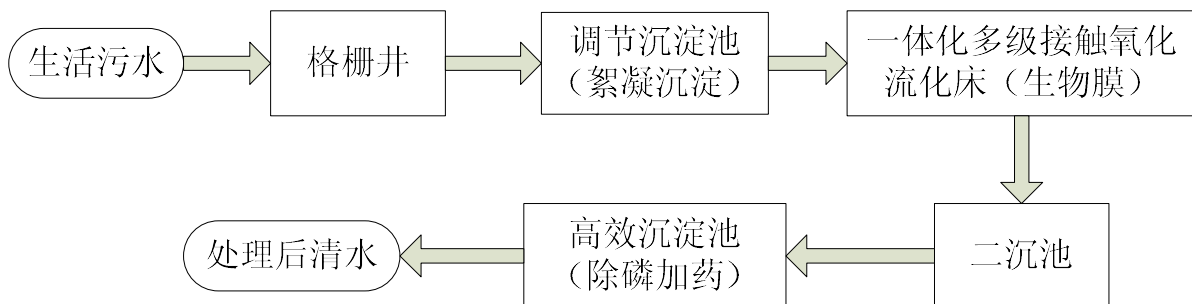 生活污水
格栅井
调节沉淀池
（絮凝沉淀）
一体化多级接触氧化
流化床（生物膜）
二沉池
高效沉淀池
（除磷加药）
处理后清水